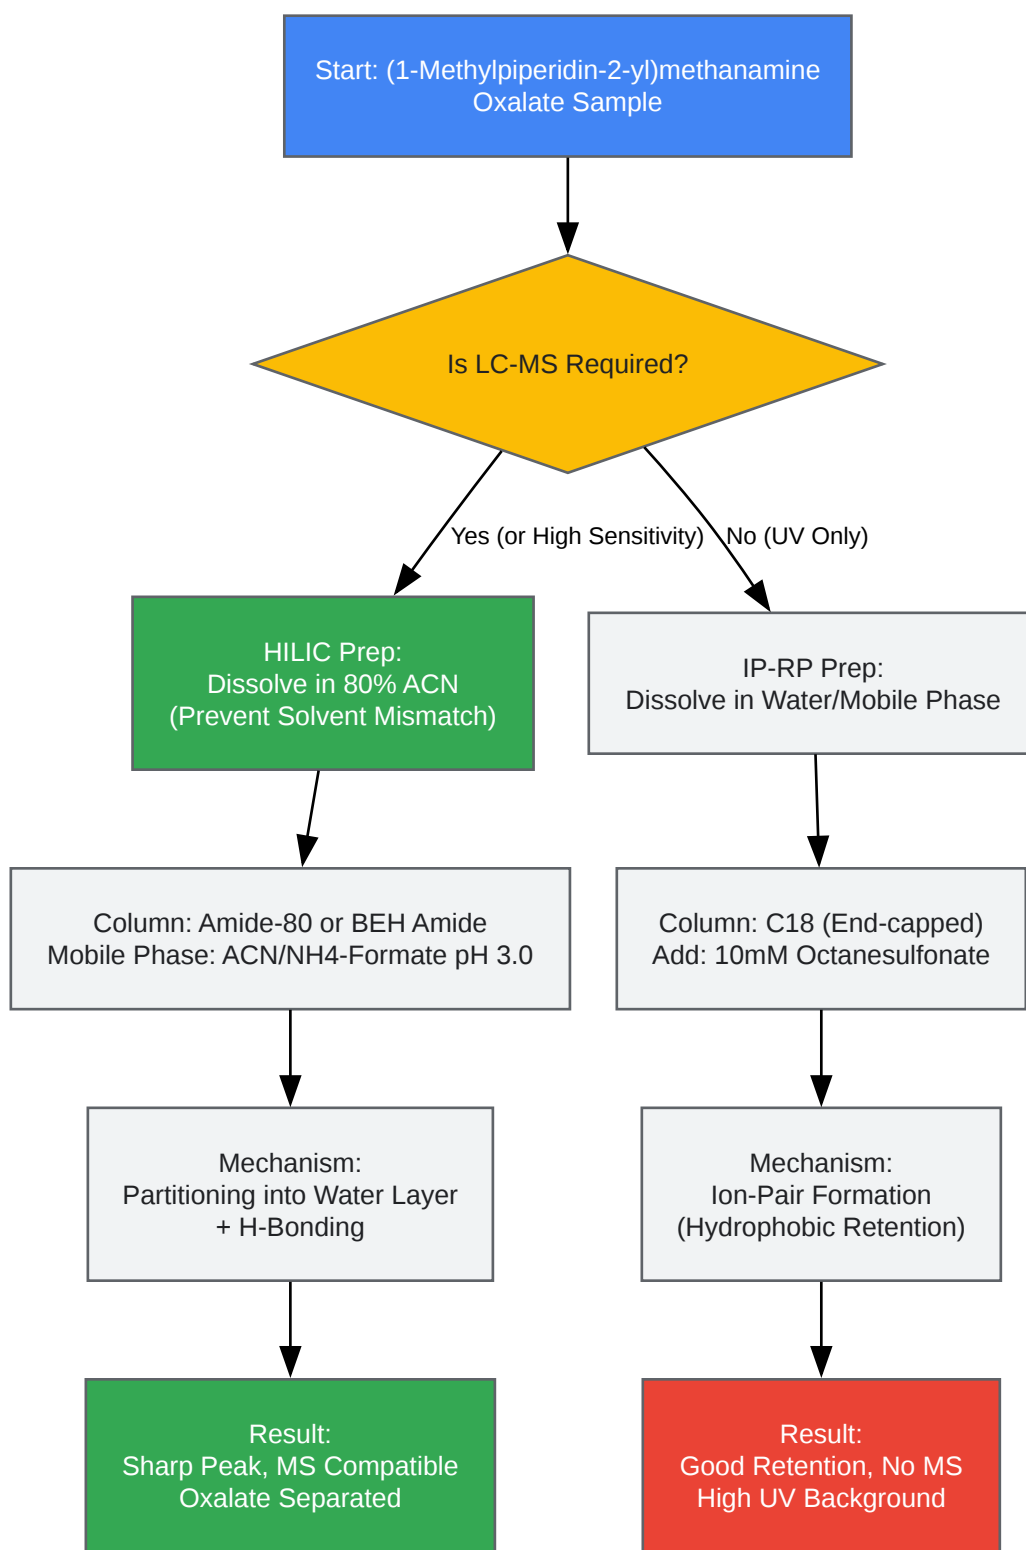 Start: (1-Methylpiperidin-2-yl)methanamine
Oxalate Sample
Is LC-MS Required?
Yes (or High Sensitivity)
No (UV Only)
HILIC Prep:
Dissolve in 80% ACN
(Prevent Solvent Mismatch)
IP-RP Prep:
Dissolve in Water/Mobile Phase
Column: Amide-80 or BEH Amide
Mobile Phase: ACN/NH4-Formate pH 3.0
Column: C18 (End-capped)
Add: 10mM Octanesulfonate
Mechanism:
Partitioning into Water Layer
+ H-Bonding
Mechanism:
Ion-Pair Formation
(Hydrophobic Retention)
Result:
Sharp Peak, MS Compatible
Oxalate Separated
Result:
Good Retention, No MS
High UV Background